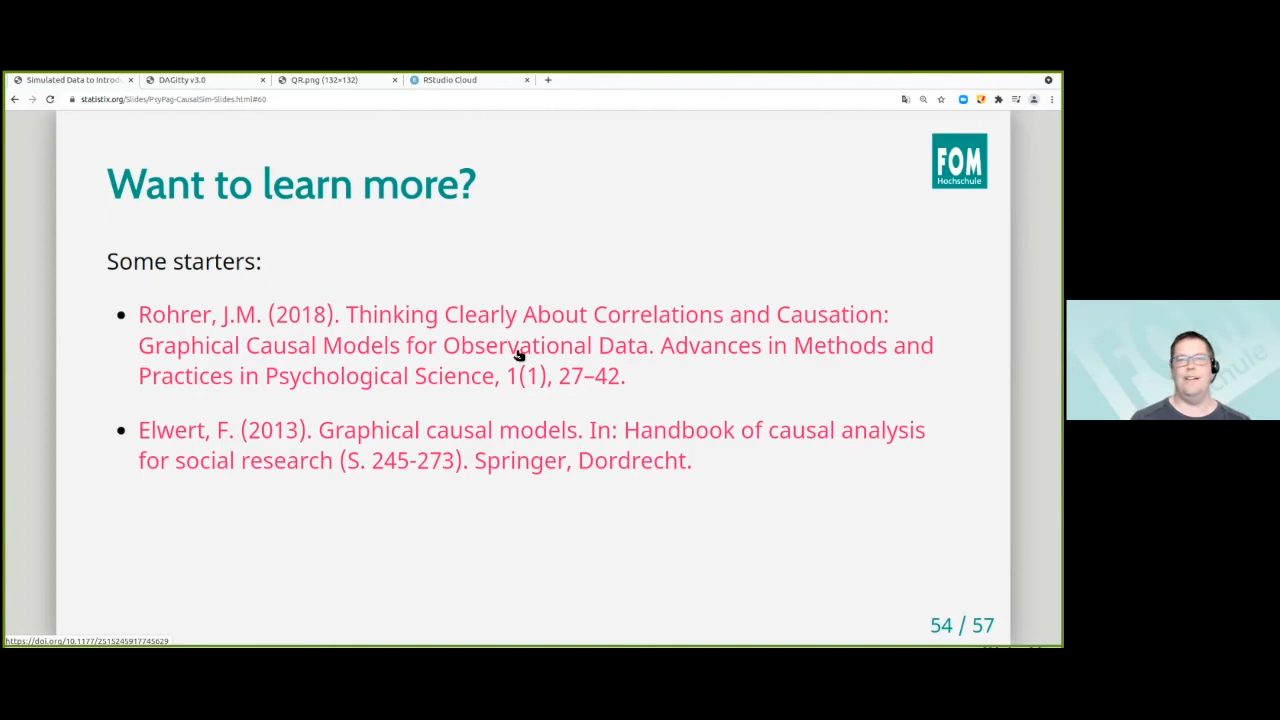 Simulated Data to Introd
DAGitty v3.0
QR.png (132×132)
RStudio Cloud
statistix.org/Slides/PsyPag-CausalSim-Slides.html#60
FOM
Hochschule
Want to learn more?
Some starters:
Rohrer, J.M. (2018). Thinking Clearly About Correlations and Causation:
Graphical Causal Models for Observational Data. Advances in Methods and
Practices in Psychological Science, 1(1), 27–42.
Elwert, F. (2013). Graphical causal models. In: Handbook of causal analysis
for social research (S. 245-273). Springer, Dordrecht.
54 / 57
https://doi.org/10.1177/2515245917745629